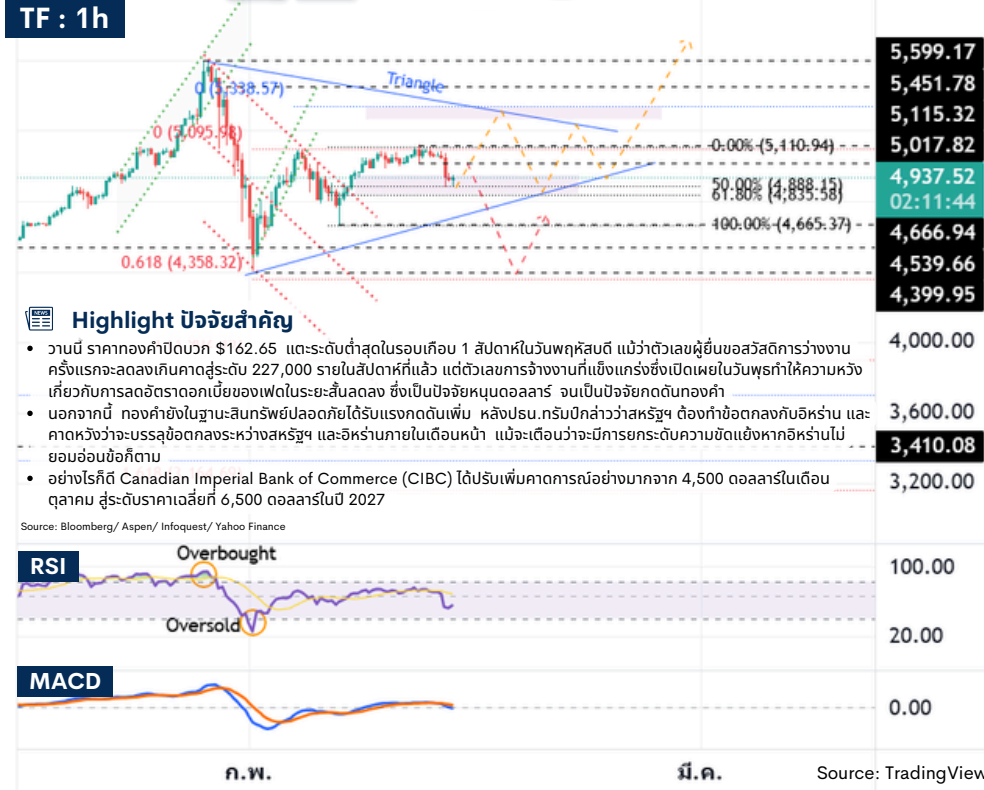 TF : 1h
5,599.17
5,451.78
5,115.32
5,017.82
4,937.52
02:11:44
4,666.94
4,539.66
4,399.95
4,000.00
3,600.00
3,410.08
3,200.00
Triangle
0 (5,338.57)
0 (5,095.98)
0.618 (4,358.32)
0.00% (5,110.94)
50.00% (4,888.15)
61.80% (4,835.58)
100.00% (4,665.37)
NEWS
Highlight ปัจจัยสำคัญ
• วานนี้ ราคาทองคำปิดบวก $162.65 แตะระดับต่ำสุดในรอบเกือบ 1 สัปดาห์ในวันพฤหัสบดี แม้ว่าตัวเลขผู้ยื่นขอสวัสดิการว่างงาน
ครั้งแรกจะลดลงเกินคาดสู่ระดับ 227,000 รายในสัปดาห์ที่แล้ว แต่ตัวเลขการจ้างงานที่แข็งแกร่งซึ่งเปิดเผยในวันพุธทำให้ความหวัง
เกี่ยวกับการลดอัตราดอกเบี้ยของเฟดในระยะสั้นลดลง ซึ่งเป็นปัจจัยหนุนดอลลาร์ จนเป็นปัจจัยกดดันทองคำ
• นอกจากนี้ ทองคำยังในฐานะสินทรัพย์ปลอดภัยได้รับแรงกดดันเพิ่ม หลังปธน.ทรัมป์กล่าวว่าสหรัฐฯ ต้องทำข้อตกลงกับอิหร่าน และ
คาดหวังว่าจะบรรลุข้อตกลงระหว่างสหรัฐฯ และอิหร่านภายในเดือนหน้า แม้จะเตือนว่าจะมีการยกระดับความขัดแย้งหากอิหร่านไม่
ยอมอ่อนข้อก็ตาม
• อย่างไรก็ดี Canadian Imperial Bank of Commerce (CIBC) ได้ปรับเพิ่มคาดการณ์อย่างมากจาก 4,500 ดอลลาร์ในเดือน
ตุลาคม สู่ระดับราคาเฉลี่ยที่ 6,500 ดอลลาร์ในปี 2027
Source: Bloomberg/ Aspen/ Infoquest/ Yahoo Finance
RSI
Overbought
Oversold
100.00
20.00
MACD
0.00
ก.พ.
มี.ค.
Source: TradingView